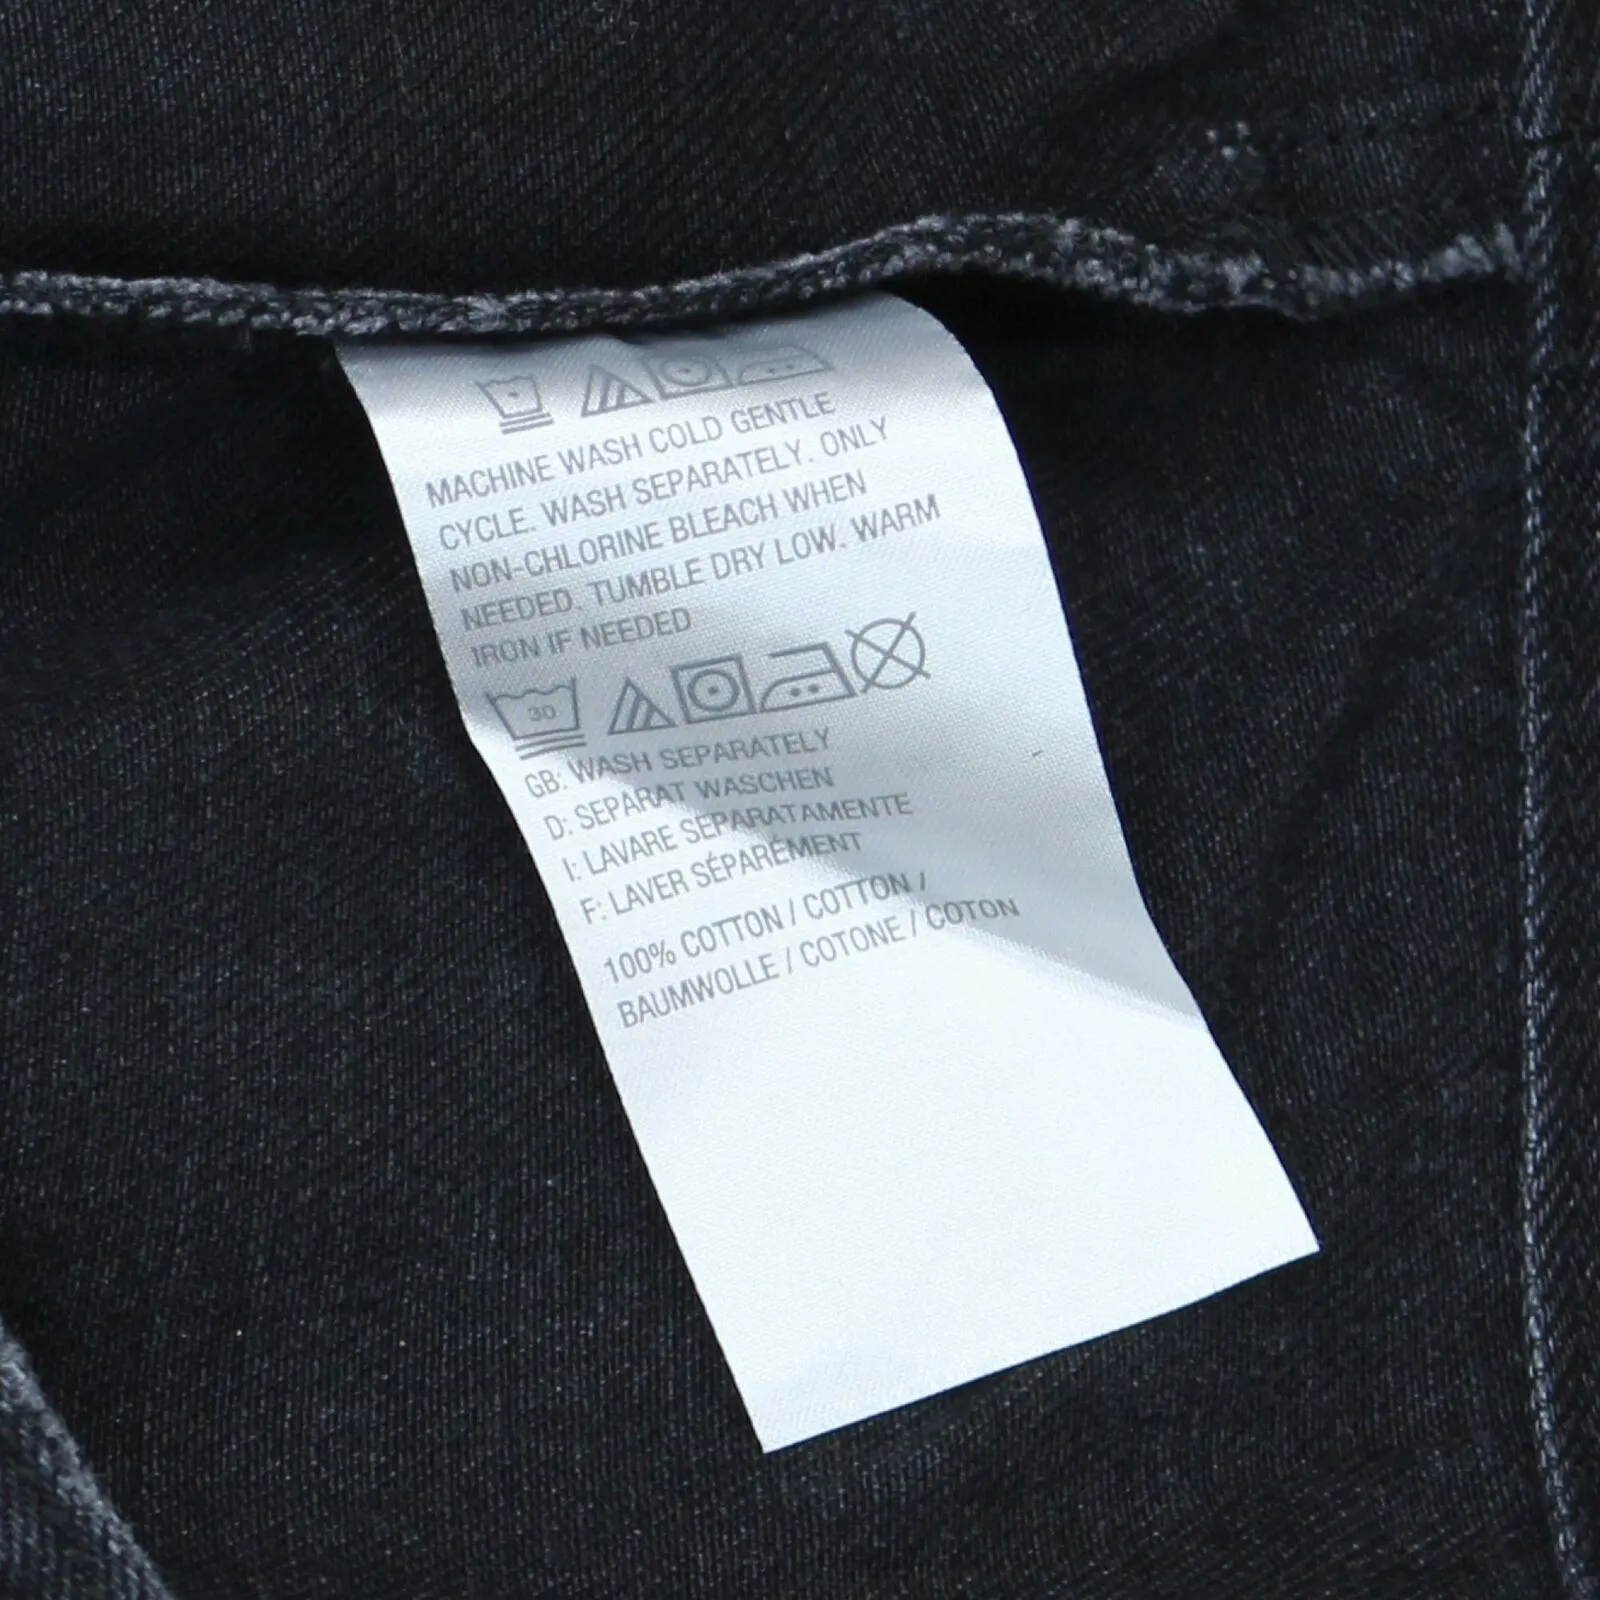 MACHINE WASH COLD GENTLE
CYCLE. WASH SEPARATELY. ONLY
NON-CHLORINE BLEACH WHEN
NEEDED. TUMBLE DRY LOW. WARM
IRON IF NEEDED
30
GB: WASH SEPARATELY
D: SEPARAT WASCHEN
I: LAVARE SEPARATAMENTE
F: LAVER SÉPARÉMENT
100% COTTON / COTTON /
BAUMWOLLE / COTONE / COTON